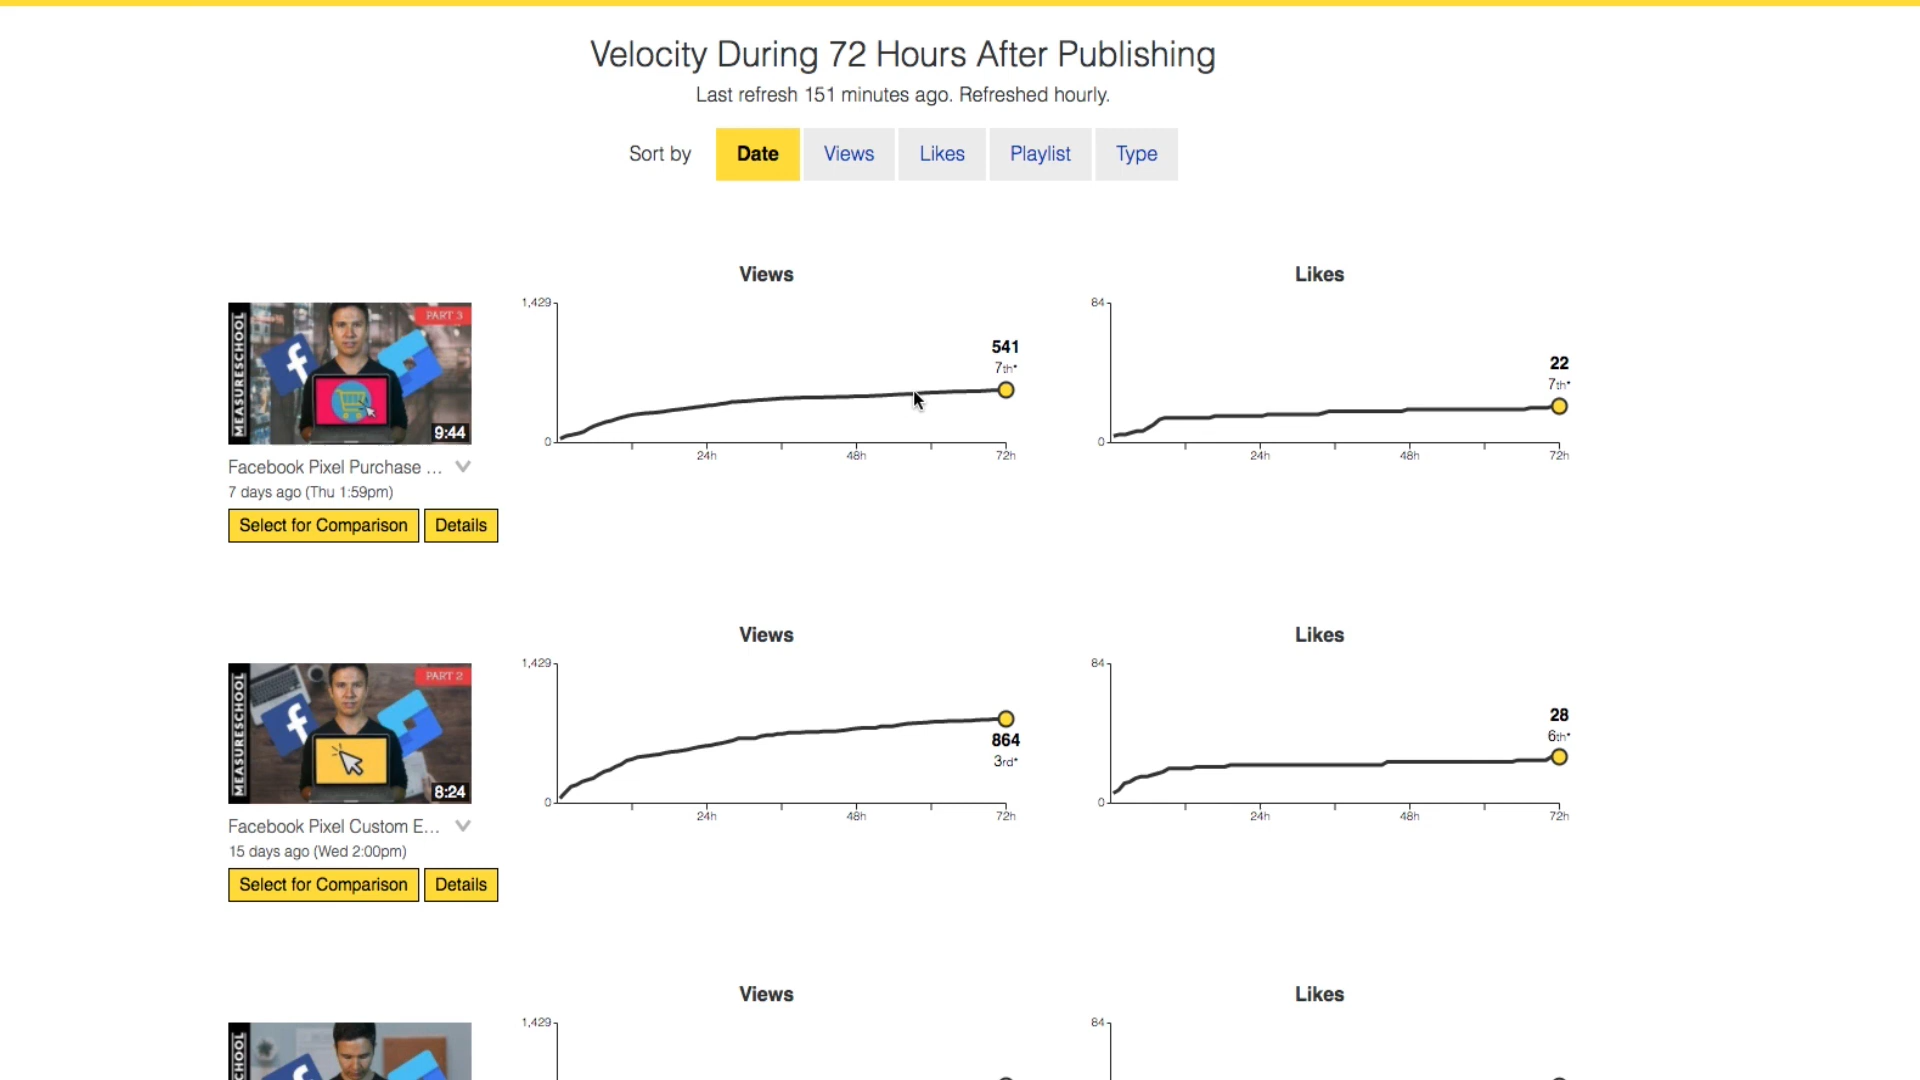 Velocity During 72 Hours After Publishing
Last refresh 151 minutes ago. Refreshed hourly.
Sort by Date Views Likes Playlist Type
Views Likes
MEASURESCHOOL
PART 3
9:44
Facebook Pixel Purchase ...
7 days ago (Thu 1:59pm)
Select for Comparison Details
1,429
541
7th*
0
24h 48h 72h
84
22
7th*
0
24h 48h 72h
Views Likes
MEASURESCHOOL
PART 2
8:24
Facebook Pixel Custom E...
15 days ago (Wed 2:00pm)
Select for Comparison Details
1,429
864
3rd*
0
24h 48h 72h
84
28
6th*
0
24h 48h 72h
Views Likes
CHOOL
1,429
84